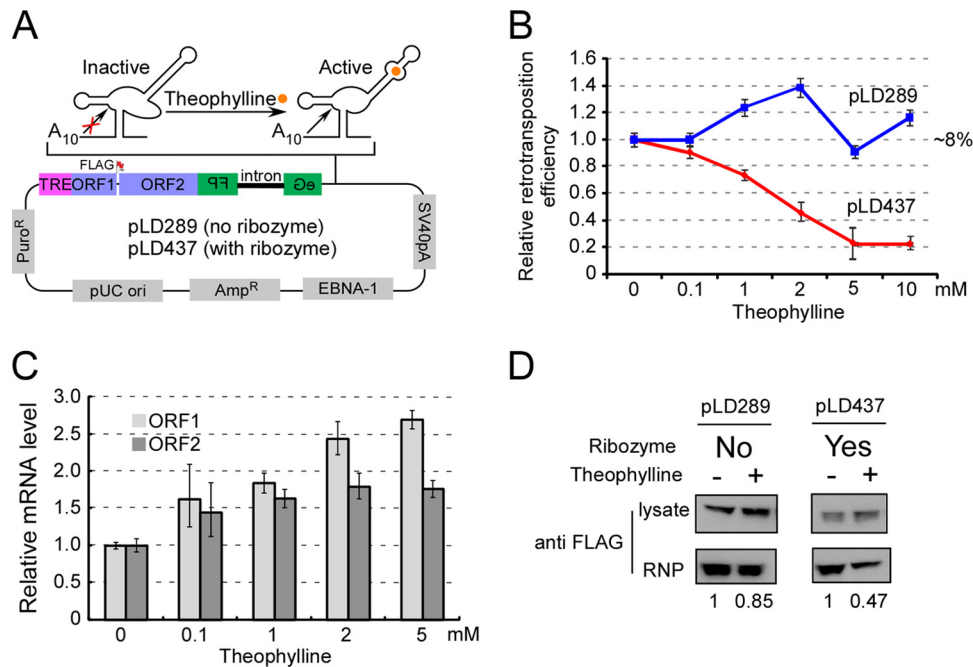 A
Inactive
Active
Theophylline
A10
A10
FLAG
TRE
ORF1
ORF2
FP
intron
eG
pLD289 (no ribozyme)
pLD437 (with ribozyme)
PuroR
SV40pA
pUC ori
AmpR
EBNA-1
B
Relative retrotransposition
efficiency
1.6
1.4
1.2
1.0
0.8
0.6
0.4
0.2
0
pLD289
~8%
pLD437
0 0.1 1 2 5 10 mM
Theophylline
C
Relative mRNA level
3.0
2.5
2.0
1.5
1.0
0.5
0
ORF1
ORF2
0 0.1 1 2 5 mM
Theophylline
D
pLD289 pLD437
Ribozyme No Yes
Theophylline - + - +
lysate
anti FLAG
RNP
1 0.85 1 0.47